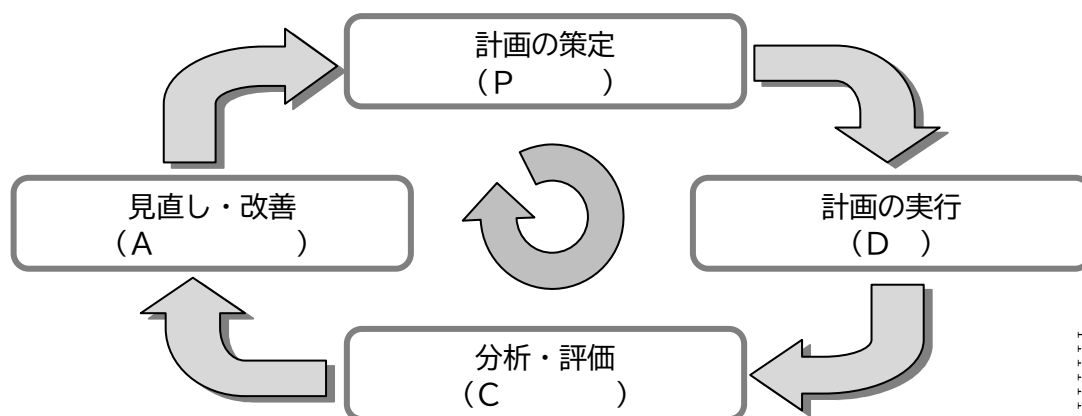 計画の策定
（Ｐ　　　）
計画の実行
（Ｄ　）
分析・評価
（Ｃ　　　　）
見直し・改善
（Ａ　　　　　）